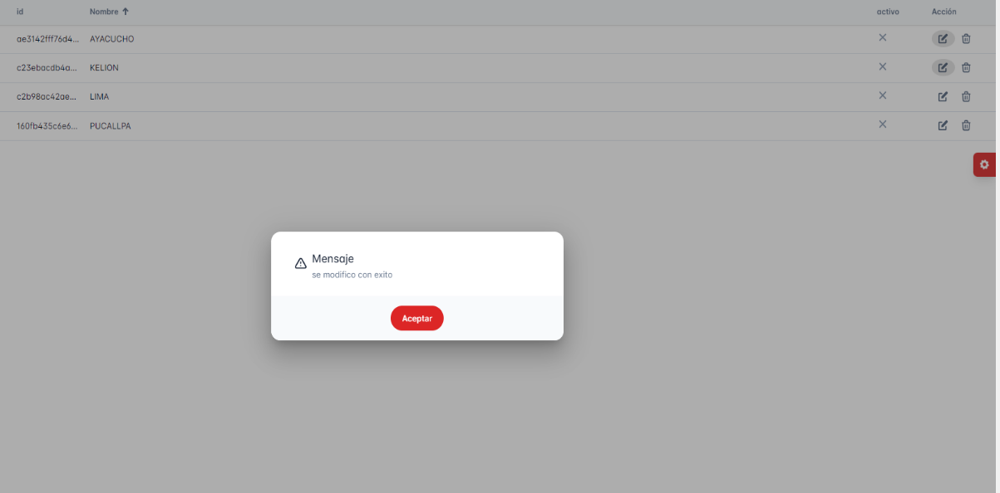 id Nombre activo Acción
ae3142fff76d4... AYACUCHO
c23ebacdb4a... KELION
c2b98ac42ae... LIMA
160fb435c6e6... PUCALLPA
Mensaje
se modifico con exito
Aceptar